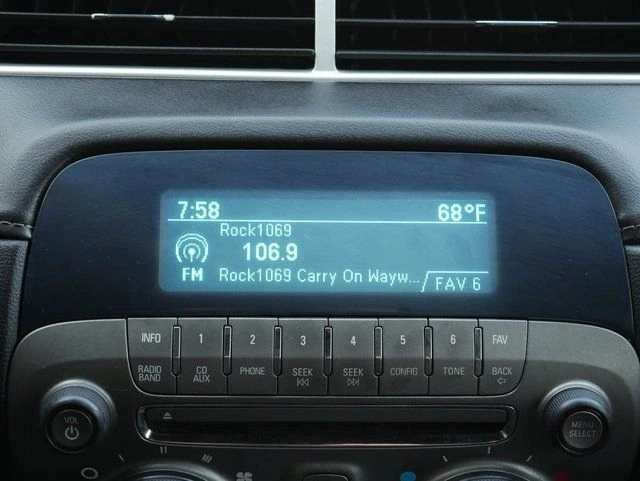 7:58 68°F
Rock1069
106.9
FM Rock1069 Carry On Wayw... FAV 6
INFO 1 2 3 4 5 6 FAV
RADIO BAND CD AUX PHONE SEEK SEEK CONFIG TONE BACK
VOL
MENU SELECT